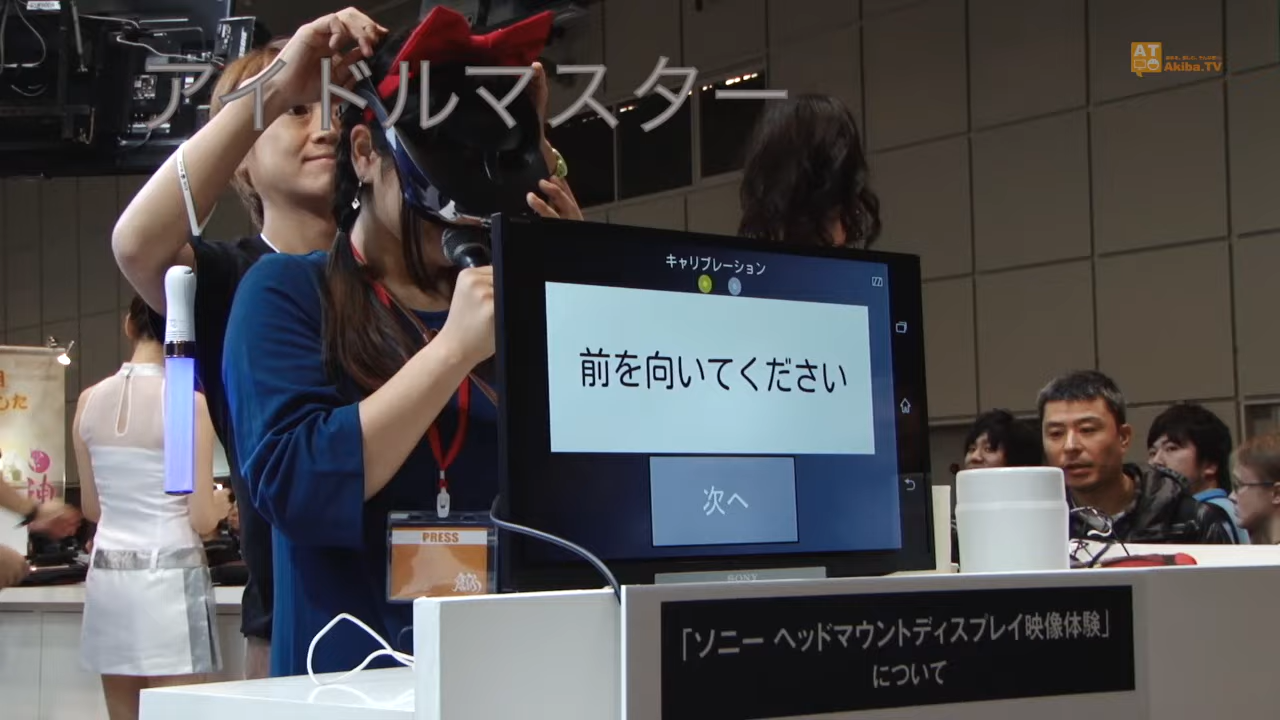 アイドルマスター
AT
Akiba.TV
キャリブレーション
前を向いてください
次へ
PRESS
SONY
「ソニー ヘッドマウントディスプレイ映像体験」
について